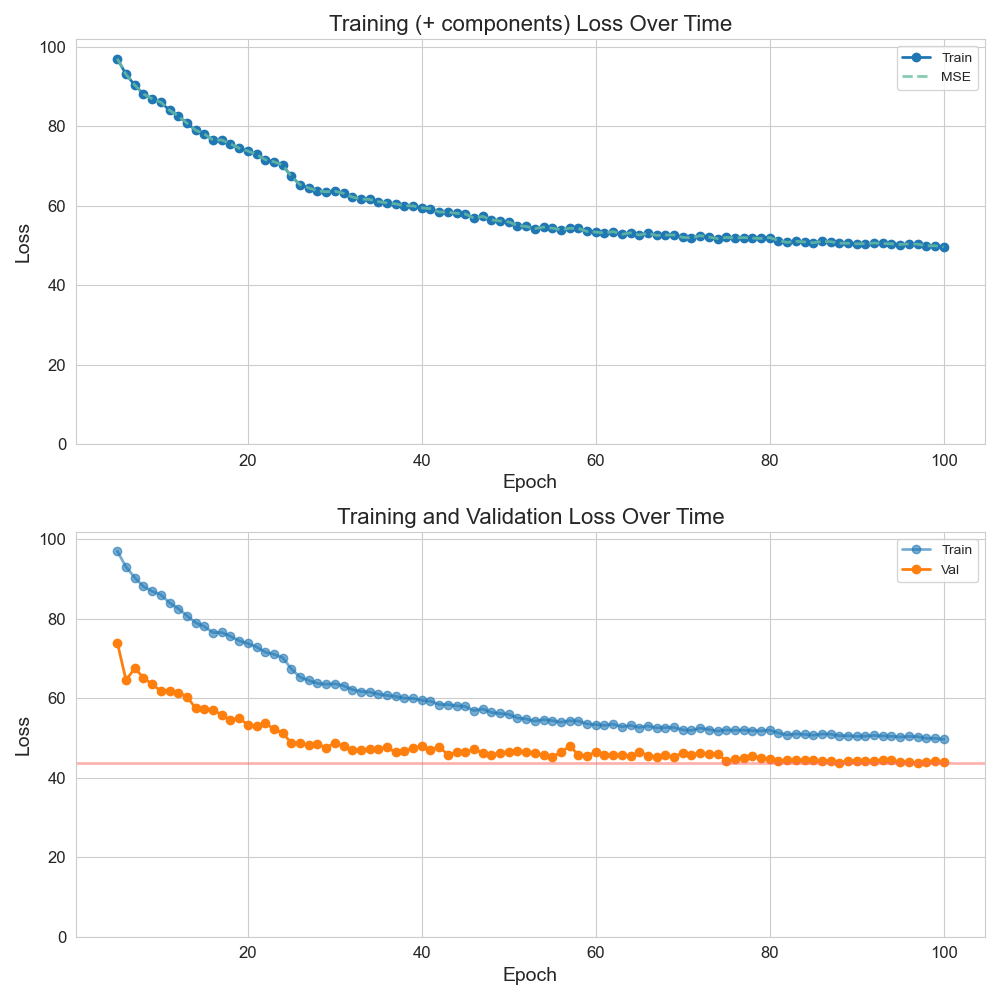 Training (+ components) Loss Over Time
100
80
60
40
20
0
Loss
Train
MSE
20 40 60 80 100
Epoch
Training and Validation Loss Over Time
100
80
60
40
20
0
Loss
Train
Val
20 40 60 80 100
Epoch